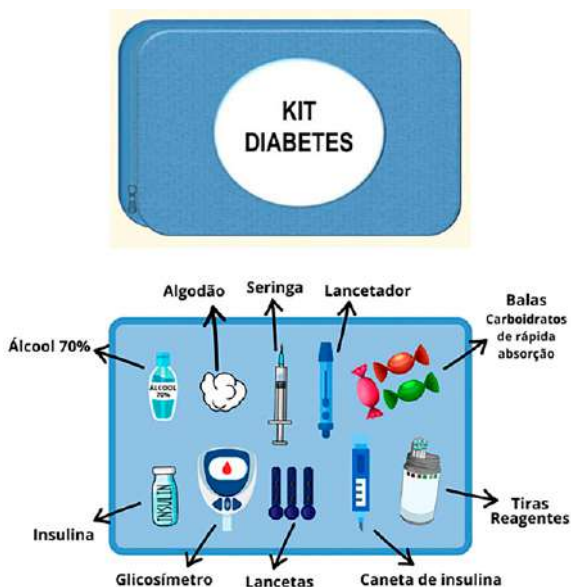 KIT
DIABETES
Algodão
Seringa
Lancetador
Balas
Carboidratos
de rápida
absorção
Álcool 70%
ÁLCOOL
70%
INSULIN
Insulina
Glicosímetro
Lancetas
Caneta de insulina
Tiras
Reagentes